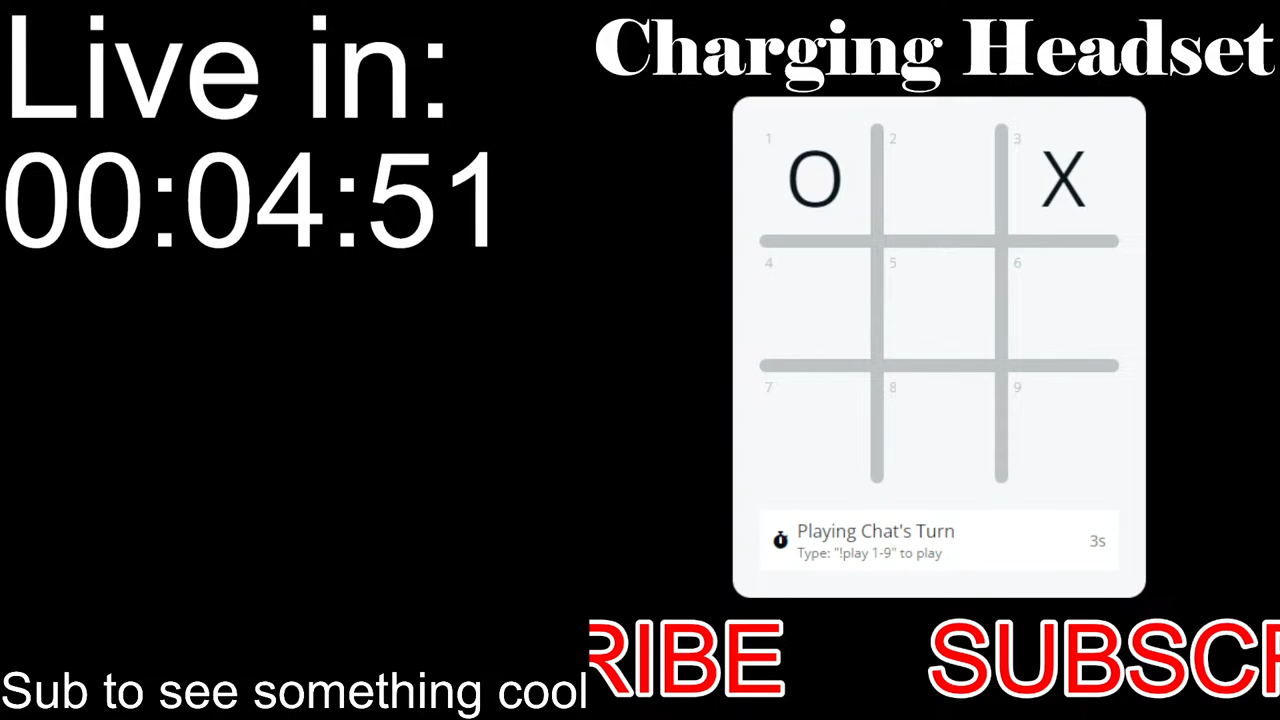 Live in:
00:04:51
Charging Headset
1 2 3
O X
4 5 6
7 8 9
Playing Chat's Turn
Type: "!play 1-9" to play
3s
RIBE SUBSCR
Sub to see something cool